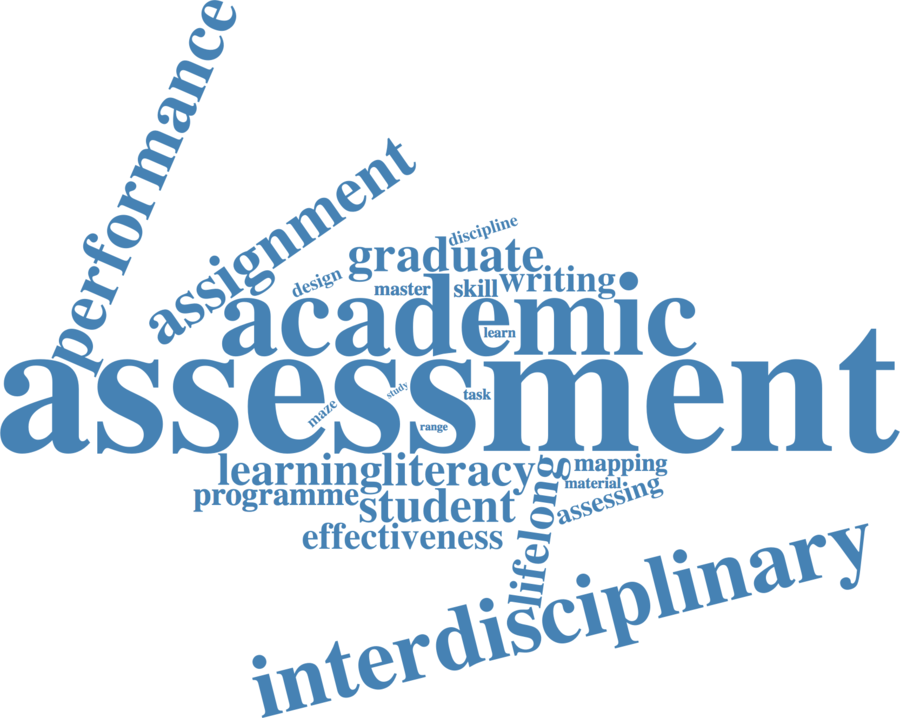 performance
assignment
discipline
graduate
design
master
skill
writing
academic
learn
assessment
study
maze
task
range
learning
literacy
mapping
material
programme
student
assessing
effectiveness
lifelong
interdisciplinary